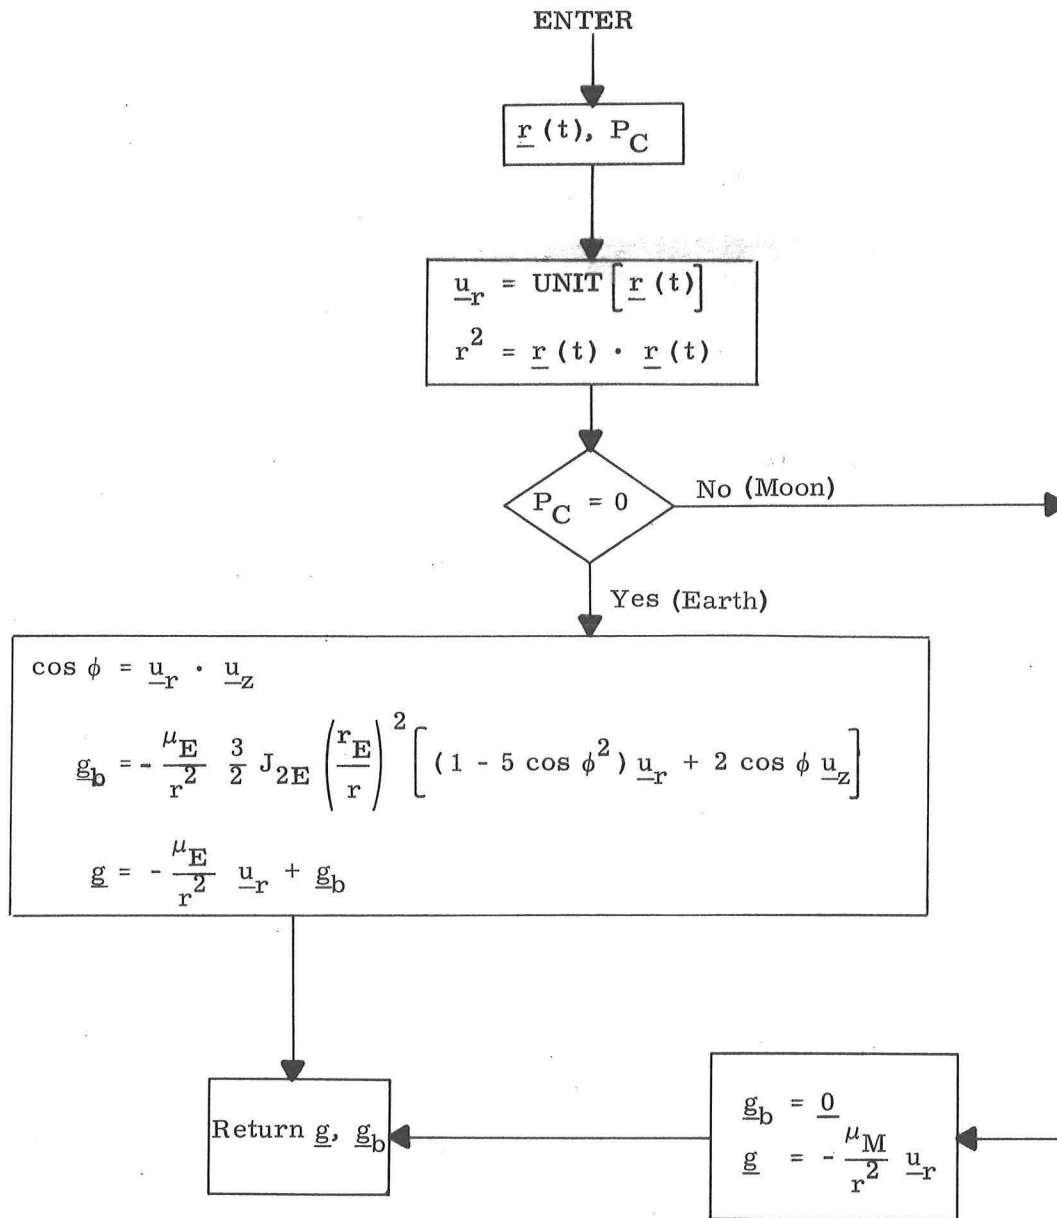 ENTER
r (t), P_C
u_r = UNIT [r (t)]
r^2 = r (t) · r (t)
P_C = 0
No (Moon)
Yes (Earth)
cos ϕ = u_r · u_z
g_b = - μ_E/r^2 3/2 J_2E (r_E/r)^2 [(1 - 5 cos ϕ^2) u_r + 2 cos ϕ u_z]
g = - μ_E/r^2 u_r + g_b
Return g, g_b
g_b = 0
g = - μ_M/r^2 u_r